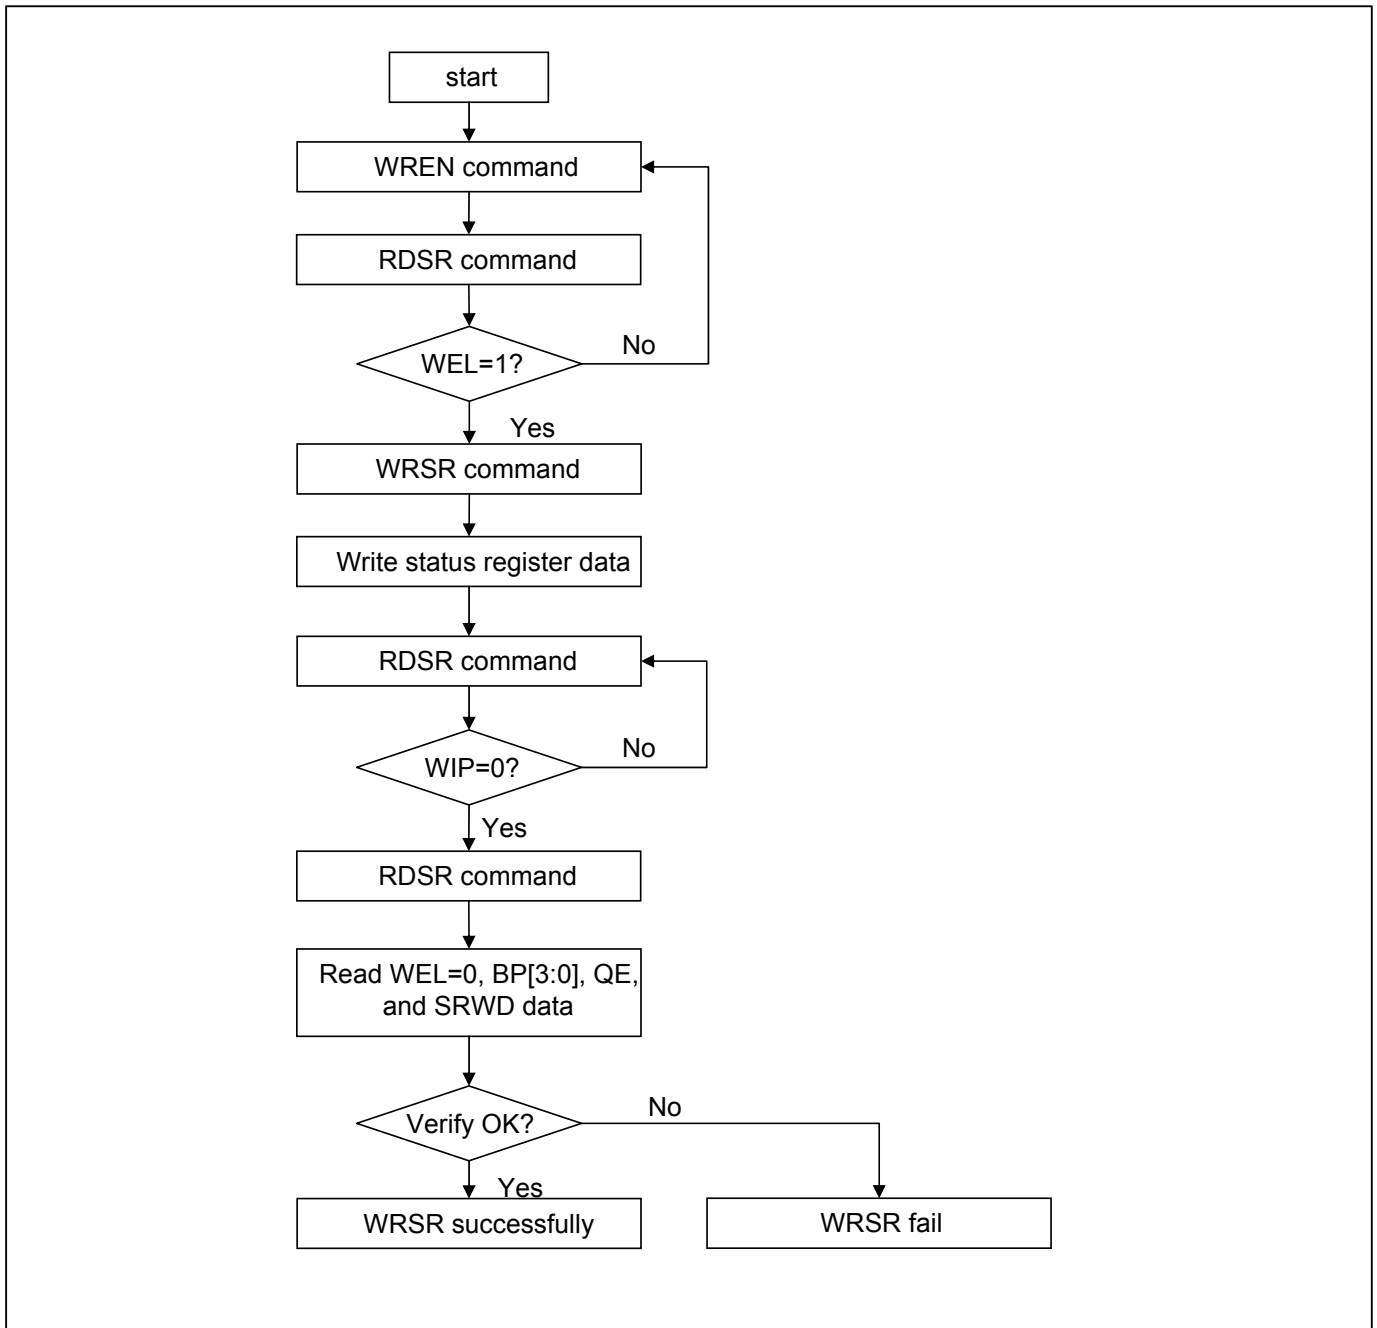 start
WREN command
RDSR command
WEL=1?
No
Yes
WRSR command
Write status register data
RDSR command
WIP=0?
No
Yes
RDSR command
Read WEL=0, BP[3:0], QE,
and SRWD data
Verify OK?
No
Yes
WRSR successfully
WRSR fail